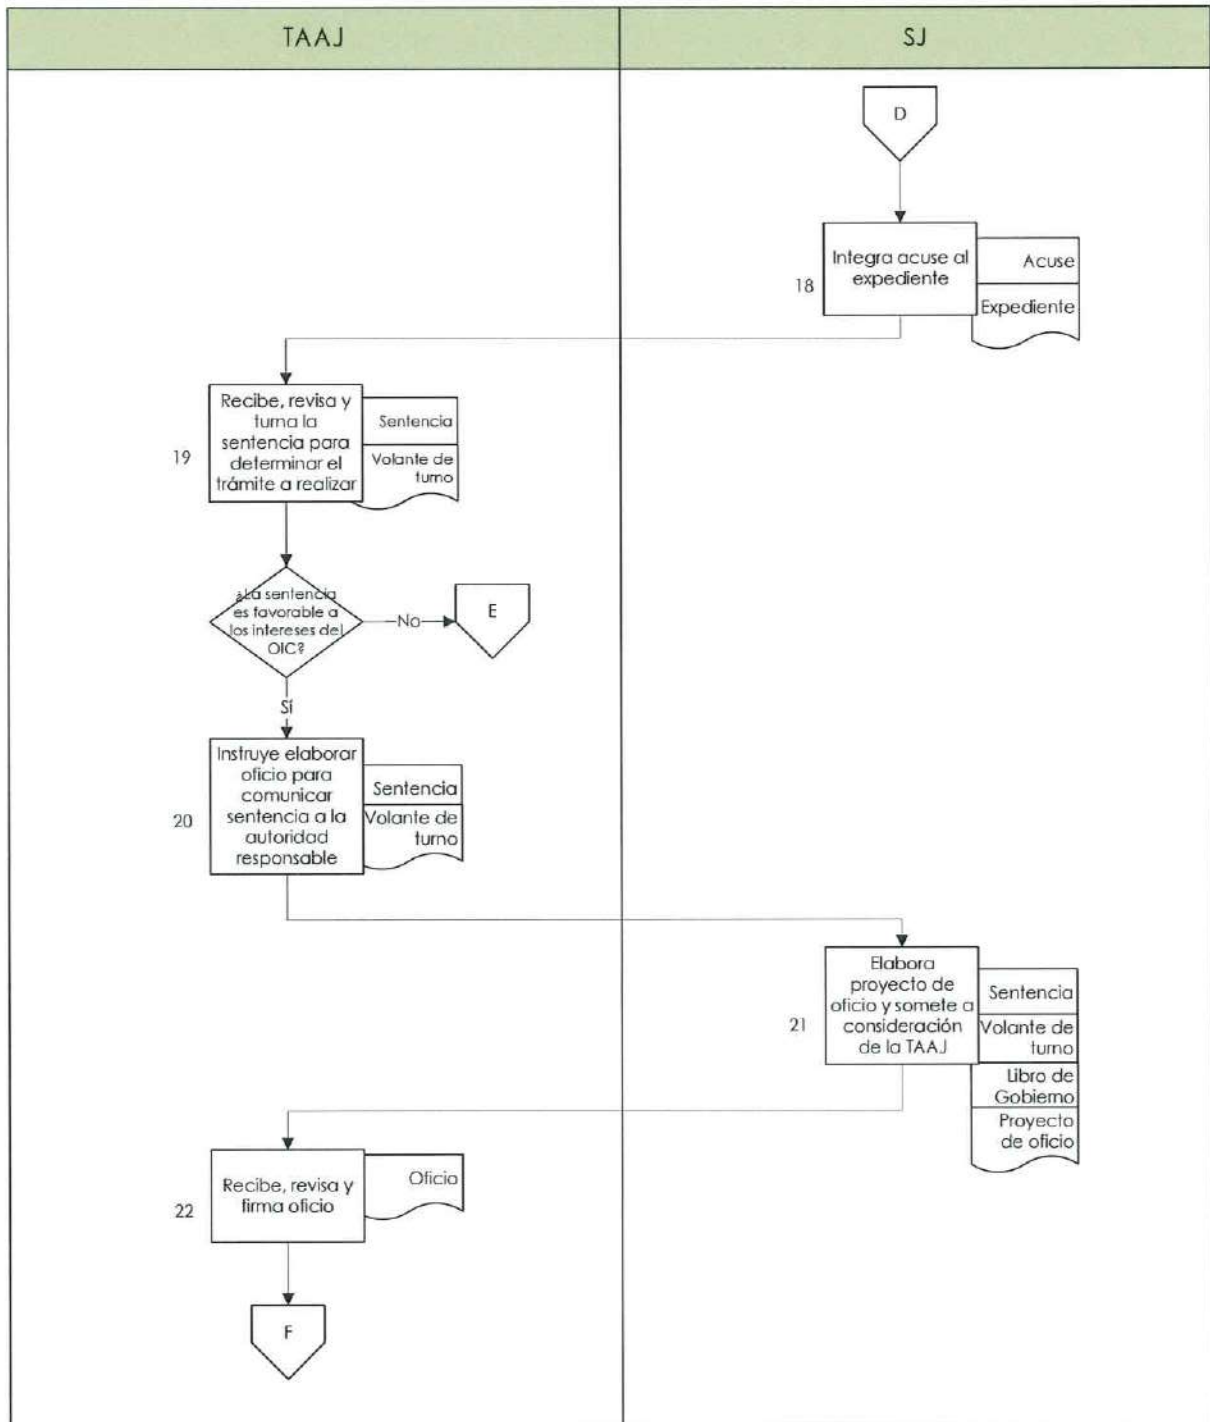 TAAJ
SJ
D
18
Integra acuse al
expediente
Acuse
Expediente
19
Recibe, revisa y
turna la
sentencia para
determinar el
trámite a realizar
Sentencia
Volante de
turno
¿La sentencia
es favorable a
los intereses del
OIC?
No
E
Sí
20
Instruye elaborar
oficio para
comunicar
sentencia a la
autoridad
responsable
Sentencia
Volante de
turno
21
Elabora
proyecto de
oficio y somete a
consideración
de la TAAJ
Sentencia
Volante de
turno
Libro de
Gobierno
Proyecto
de oficio
22
Recibe, revisa y
firma oficio
Oficio
F